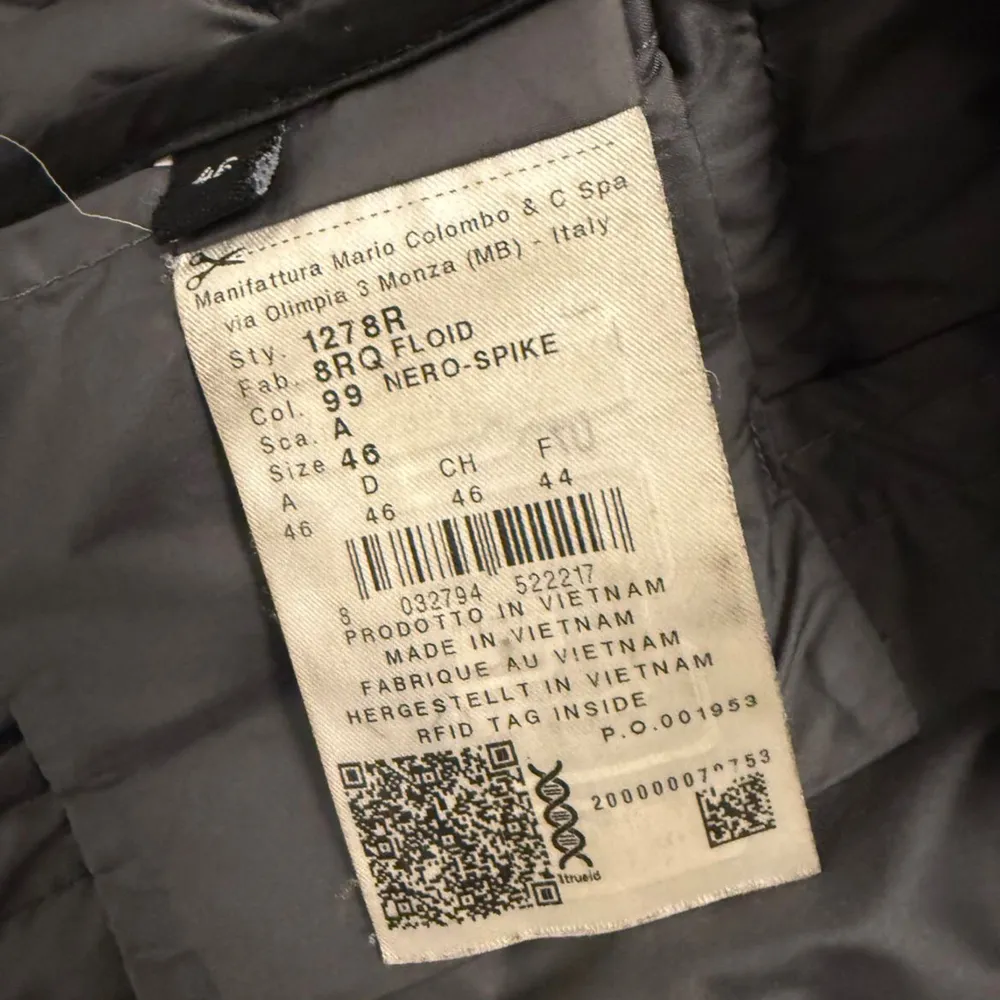 46
Manifattura Mario Colombo & C Spa
via Olimpia 3 Monza (MB) - Italy
Sty. 1278R
Fab. 8RQ FLOID
Col. 99 NERO-SPIKE
Sca. A
Size 46
A D CH F
46 46 46 44
8 032794 522217
PRODOTTO IN VIETNAM
MADE IN VIETNAM
FABRIQUE AU VIETNAM
HERGESTELLT IN VIETNAM
RFID TAG INSIDE
P.O.001953
1trueid